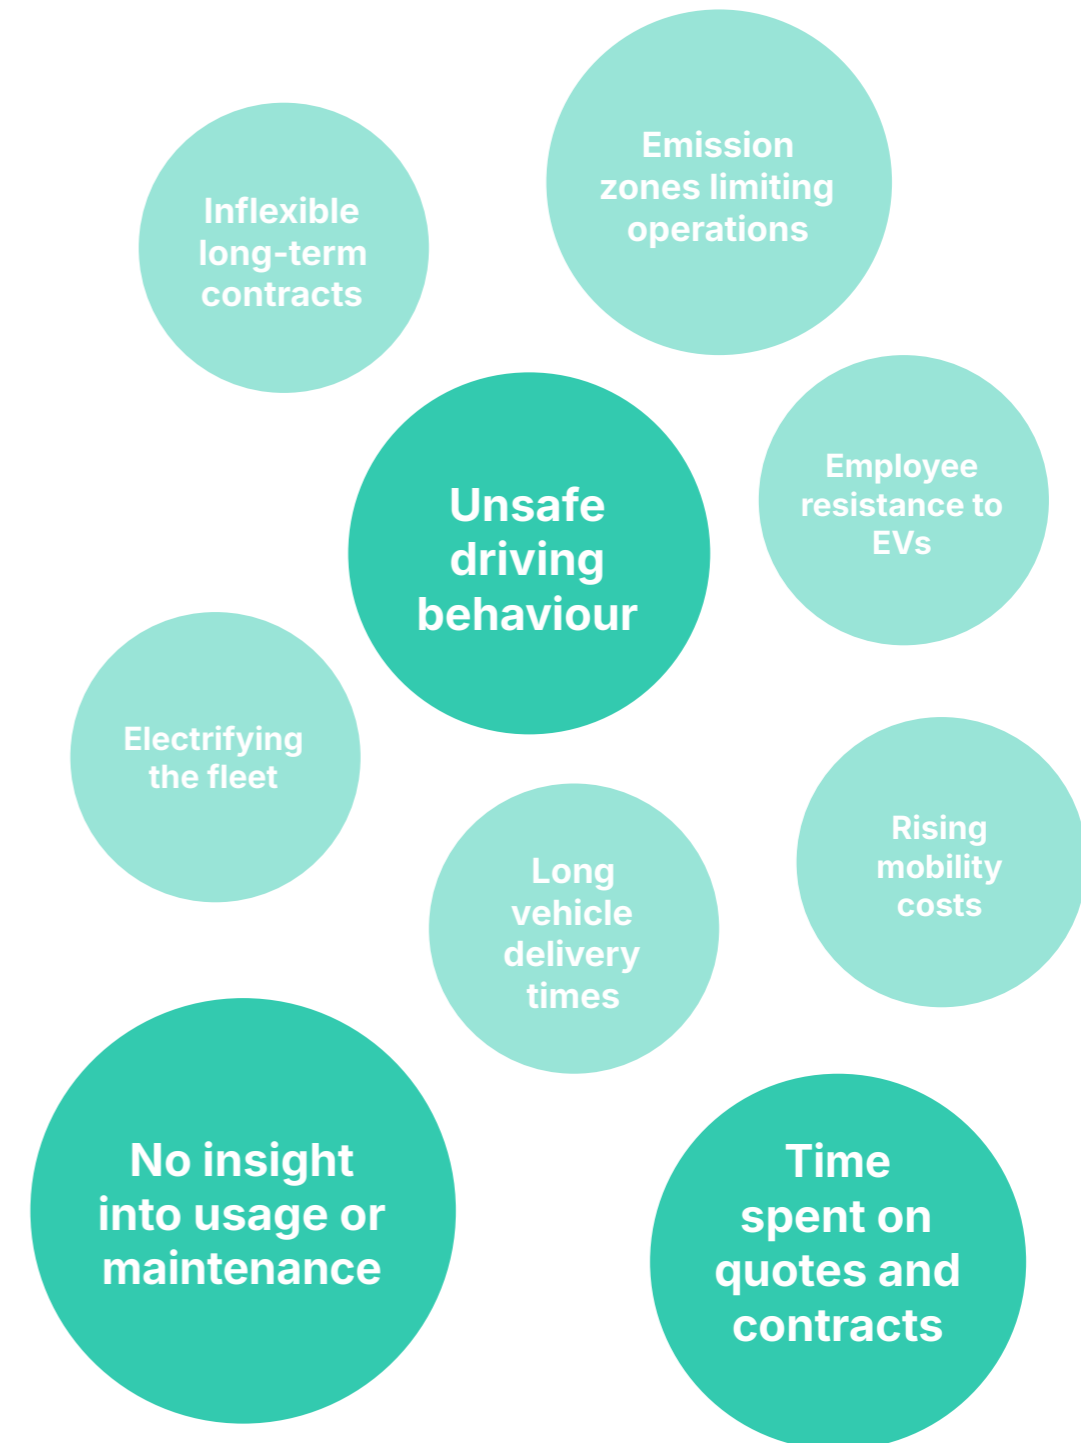 Emission
zones limiting
operations
Inflexible
long-term
contracts
Employee
resistance to
EVs
Unsafe
driving
behaviour
Electrifying
the fleet
Rising
mobility
costs
Long
vehicle
delivery
times
No insight
into usage or
maintenance
Time
spent on
quotes and
contracts